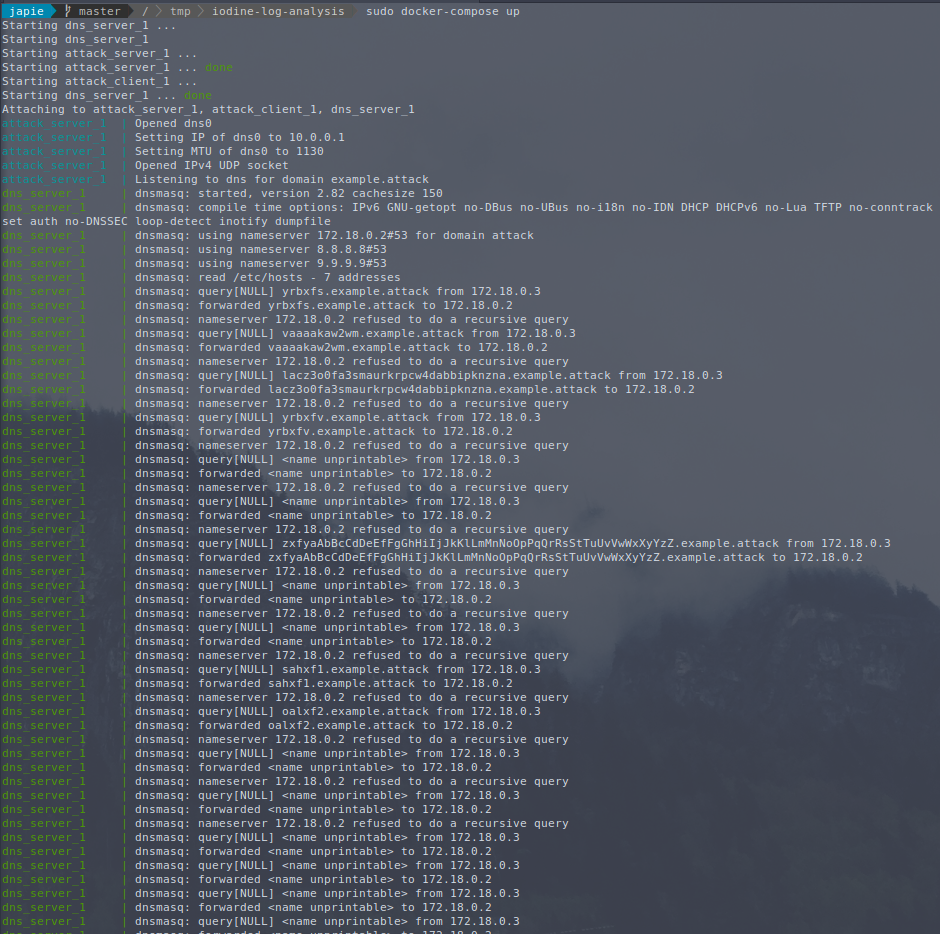 japie master / tmp iodine-log-analysis sudo docker-compose up
Starting dns_server_1 ...
Starting dns_server_1
Starting attack_server_1 ...
Starting attack_server_1 ... done
Starting attack_client_1 ...
Starting dns_server_1 ... done
Attaching to attack_server_1, attack_client_1, dns_server_1
attack_server_1 | Opened dns0
attack_server_1 | Setting IP of dns0 to 10.0.0.1
attack_server_1 | Setting MTU of dns0 to 1130
attack_server_1 | Opened IPv4 UDP socket
attack_server_1 | Listening to dns for domain example.attack
dns_server_1 | dnsmasq: started, version 2.82 cachesize 150
dns_server_1 | dnsmasq: compile time options: IPv6 GNU-getopt no-DBus no-UBus no-i18n no-IDN DHCP DHCPv6 no-Lua TFTP no-conntrack
set auth no-DNSSEC loop-detect inotify dumpfile
dns_server_1 | dnsmasq: using nameserver 172.18.0.2#53 for domain attack
dns_server_1 | dnsmasq: using nameserver 8.8.8.8#53
dns_server_1 | dnsmasq: using nameserver 9.9.9.9#53
dns_server_1 | dnsmasq: read /etc/hosts - 7 addresses
dns_server_1 | dnsmasq: query[NULL] yrbxfs.example.attack from 172.18.0.3
dns_server_1 | dnsmasq: forwarded yrbxfs.example.attack to 172.18.0.2
dns_server_1 | dnsmasq: nameserver 172.18.0.2 refused to do a recursive query
dns_server_1 | dnsmasq: query[NULL] vaaaakaw2wm.example.attack from 172.18.0.3
dns_server_1 | dnsmasq: forwarded vaaaakaw2wm.example.attack to 172.18.0.2
dns_server_1 | dnsmasq: nameserver 172.18.0.2 refused to do a recursive query
dns_server_1 | dnsmasq: query[NULL] lacz3o0fa3smaurkrpcw4dabbipknzna.example.attack from 172.18.0.3
dns_server_1 | dnsmasq: forwarded lacz3o0fa3smaurkrpcw4dabbipknzna.example.attack to 172.18.0.2
dns_server_1 | dnsmasq: nameserver 172.18.0.2 refused to do a recursive query
dns_server_1 | dnsmasq: query[NULL] yrbxfv.example.attack from 172.18.0.3
dns_server_1 | dnsmasq: forwarded yrbxfv.example.attack to 172.18.0.2
dns_server_1 | dnsmasq: nameserver 172.18.0.2 refused to do a recursive query
dns_server_1 | dnsmasq: query[NULL] <name unprintable> from 172.18.0.3
dns_server_1 | dnsmasq: forwarded <name unprintable> to 172.18.0.2
dns_server_1 | dnsmasq: nameserver 172.18.0.2 refused to do a recursive query
dns_server_1 | dnsmasq: query[NULL] <name unprintable> from 172.18.0.3
dns_server_1 | dnsmasq: forwarded <name unprintable> to 172.18.0.2
dns_server_1 | dnsmasq: nameserver 172.18.0.2 refused to do a recursive query
dns_server_1 | dnsmasq: query[NULL] zxfyaAbBcCdDeEfFgGhHiIjJkKlLmMnNoOpPqQrRsStTuUvVwWxXyYzZ.example.attack from 172.18.0.3
dns_server_1 | dnsmasq: forwarded zxfyaAbBcCdDeEfFgGhHiIjJkKlLmMnNoOpPqQrRsStTuUvVwWxXyYzZ.example.attack to 172.18.0.2
dns_server_1 | dnsmasq: nameserver 172.18.0.2 refused to do a recursive query
dns_server_1 | dnsmasq: query[NULL] <name unprintable> from 172.18.0.3
dns_server_1 | dnsmasq: forwarded <name unprintable> to 172.18.0.2
dns_server_1 | dnsmasq: nameserver 172.18.0.2 refused to do a recursive query
dns_server_1 | dnsmasq: query[NULL] <name unprintable> from 172.18.0.3
dns_server_1 | dnsmasq: forwarded <name unprintable> to 172.18.0.2
dns_server_1 | dnsmasq: nameserver 172.18.0.2 refused to do a recursive query
dns_server_1 | dnsmasq: query[NULL] sahxf1.example.attack from 172.18.0.3
dns_server_1 | dnsmasq: forwarded sahxf1.example.attack to 172.18.0.2
dns_server_1 | dnsmasq: nameserver 172.18.0.2 refused to do a recursive query
dns_server_1 | dnsmasq: query[NULL] oalxf2.example.attack from 172.18.0.3
dns_server_1 | dnsmasq: forwarded oalxf2.example.attack to 172.18.0.2
dns_server_1 | dnsmasq: nameserver 172.18.0.2 refused to do a recursive query
dns_server_1 | dnsmasq: query[NULL] <name unprintable> from 172.18.0.3
dns_server_1 | dnsmasq: forwarded <name unprintable> to 172.18.0.2
dns_server_1 | dnsmasq: nameserver 172.18.0.2 refused to do a recursive query
dns_server_1 | dnsmasq: query[NULL] <name unprintable> from 172.18.0.3
dns_server_1 | dnsmasq: forwarded <name unprintable> to 172.18.0.2
dns_server_1 | dnsmasq: nameserver 172.18.0.2 refused to do a recursive query
dns_server_1 | dnsmasq: query[NULL] <name unprintable> from 172.18.0.3
dns_server_1 | dnsmasq: forwarded <name unprintable> to 172.18.0.2
dns_server_1 | dnsmasq: query[NULL] <name unprintable> from 172.18.0.3
dns_server_1 | dnsmasq: forwarded <name unprintable> to 172.18.0.2
dns_server_1 | dnsmasq: query[NULL] <name unprintable> from 172.18.0.3
dns_server_1 | dnsmasq: forwarded <name unprintable> to 172.18.0.2
dns_server_1 | dnsmasq: query[NULL] <name unprintable> from 172.18.0.3